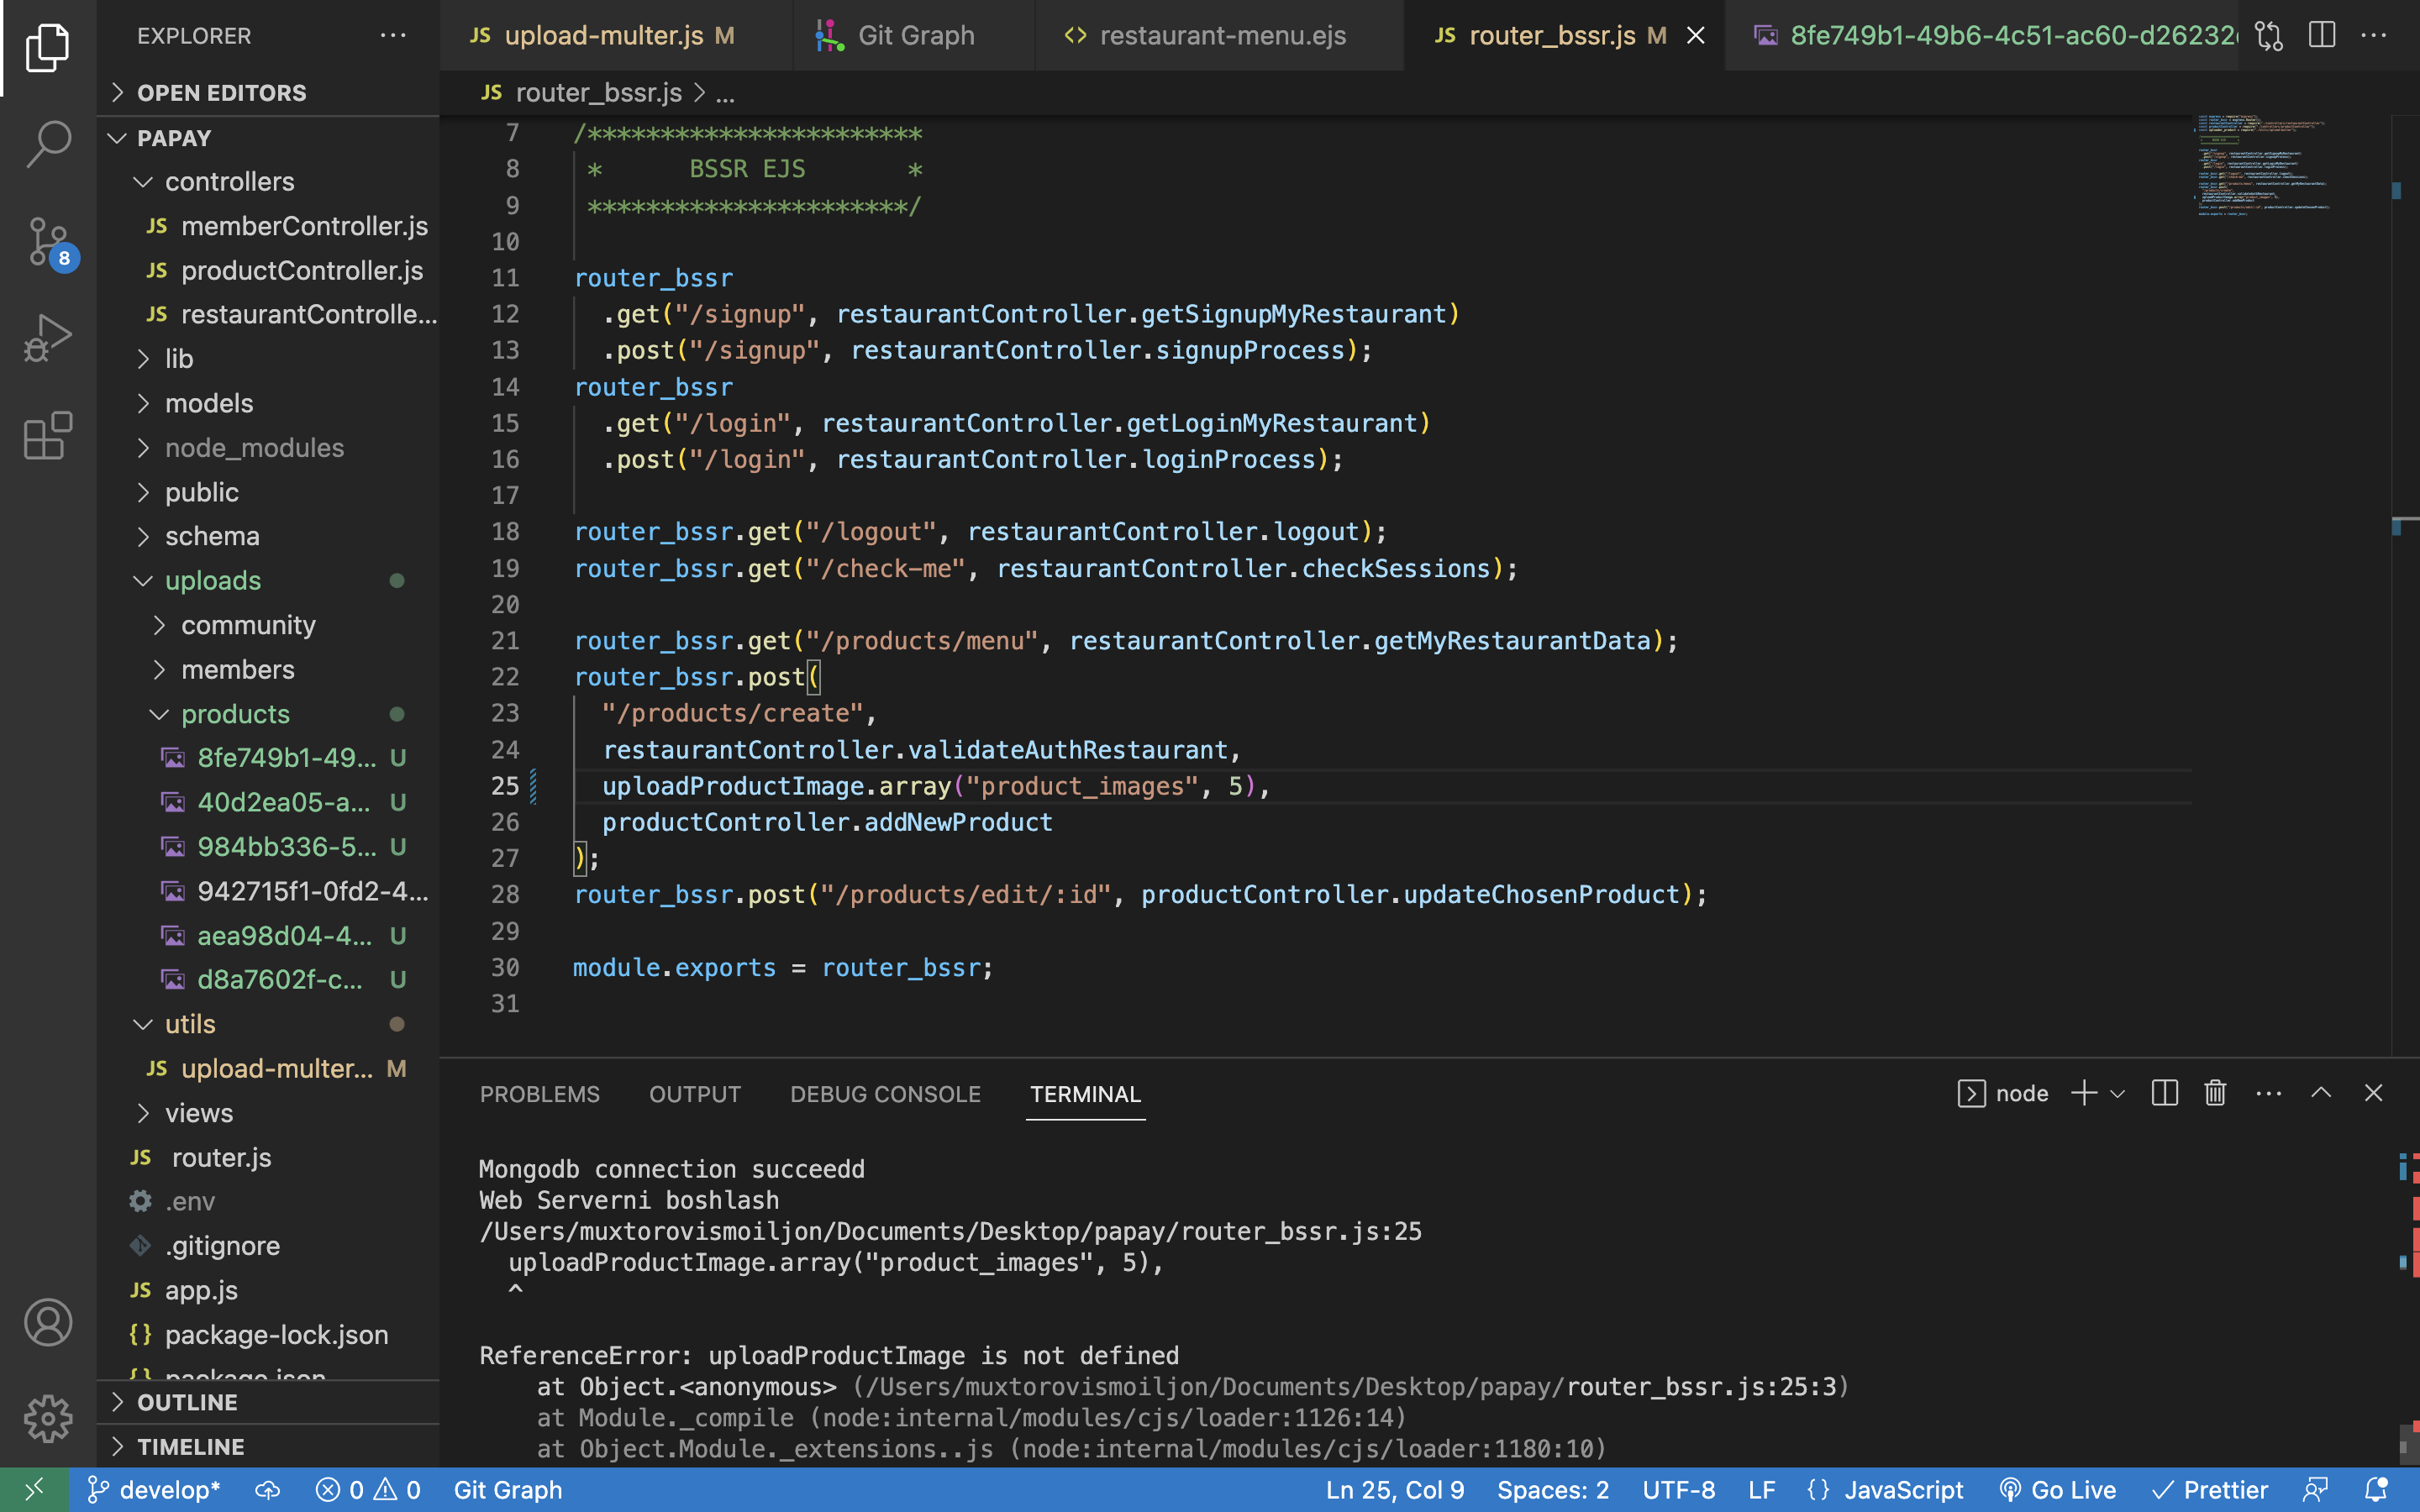 EXPLORER
OPEN EDITORS
PAPAY
controllers
JS memberController.js
JS productController.js
JS restaurantControlle...
lib
models
node_modules
public
schema
uploads
community
members
products
8fe749b1-49... U
40d2ea05-a... U
984bb336-5... U
942715f1-0fd2-4...
aea98d04-4... U
d8a7602f-c... U
utils
JS upload-multer... M
views
JS router.js
.env
.gitignore
JS app.js
{} package-lock.json
{} package.json
OUTLINE
TIMELINE
8
JS upload-multer.js M
Git Graph
<> restaurant-menu.ejs
JS router_bssr.js M
8fe749b1-49b6-4c51-ac60-d26232
JS router_bssr.js > ...
7 /***********************
8 * BSSR EJS *
9 **********************/
10
11 router_bssr
12 .get("/signup", restaurantController.getSignupMyRestaurant)
13 .post("/signup", restaurantController.signupProcess);
14 router_bssr
15 .get("/login", restaurantController.getLoginMyRestaurant)
16 .post("/login", restaurantController.loginProcess);
17
18 router_bssr.get("/logout", restaurantController.logout);
19 router_bssr.get("/check-me", restaurantController.checkSessions);
20
21 router_bssr.get("/products/menu", restaurantController.getMyRestaurantData);
22 router_bssr.post(
23 "/products/create",
24 restaurantController.validateAuthRestaurant,
25 uploadProductImage.array("product_images", 5),
26 productController.addNewProduct
27 );
28 router_bssr.post("/products/edit/:id", productController.updateChosenProduct);
29
30 module.exports = router_bssr;
31
PROBLEMS OUTPUT DEBUG CONSOLE TERMINAL
node
Mongodb connection succeedd
Web Serverni boshlash
/Users/muxtorovismoiljon/Documents/Desktop/papay/router_bssr.js:25
uploadProductImage.array("product_images", 5),
^
ReferenceError: uploadProductImage is not defined
at Object.<anonymous> (/Users/muxtorovismoiljon/Documents/Desktop/papay/router_bssr.js:25:3)
at Module._compile (node:internal/modules/cjs/loader:1126:14)
at Object.Module._extensions..js (node:internal/modules/cjs/loader:1180:10)
develop* 0 0 Git Graph Ln 25, Col 9 Spaces: 2 UTF-8 LF {} JavaScript Go Live Prettier